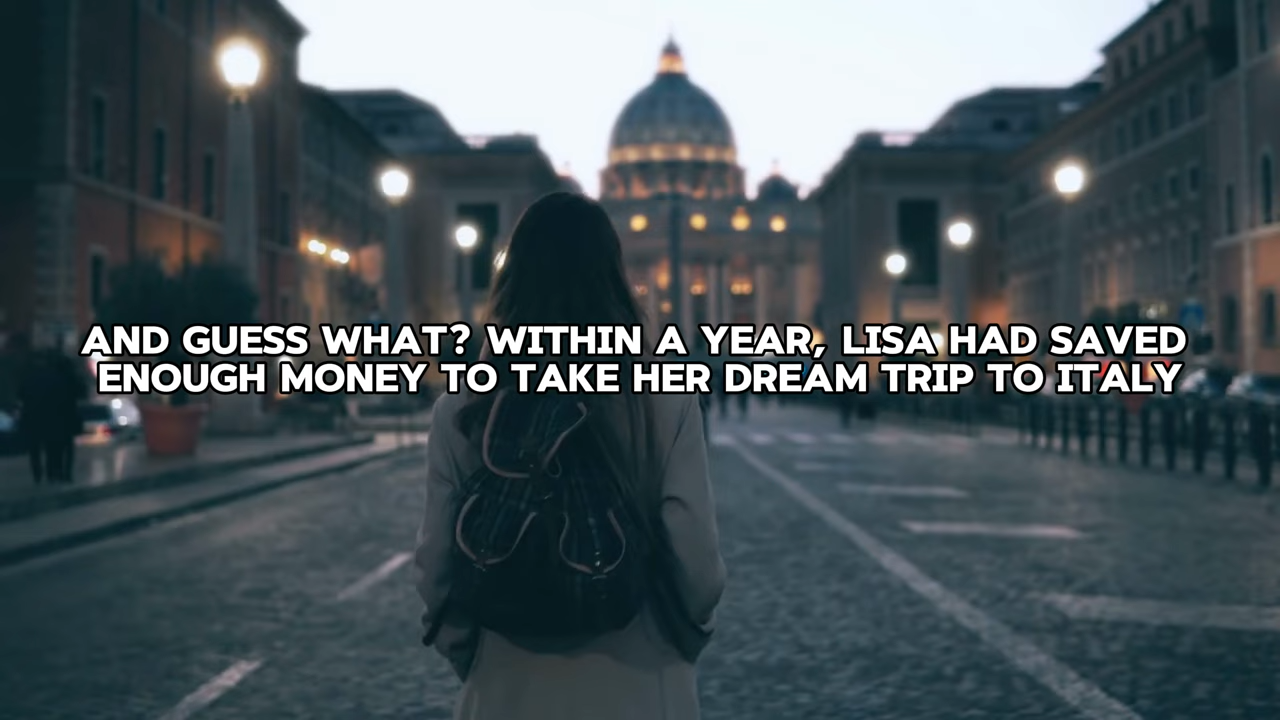 AND GUESS WHAT? WITHIN A YEAR, LISA HAD SAVED
ENOUGH MONEY TO TAKE HER DREAM TRIP TO ITALY